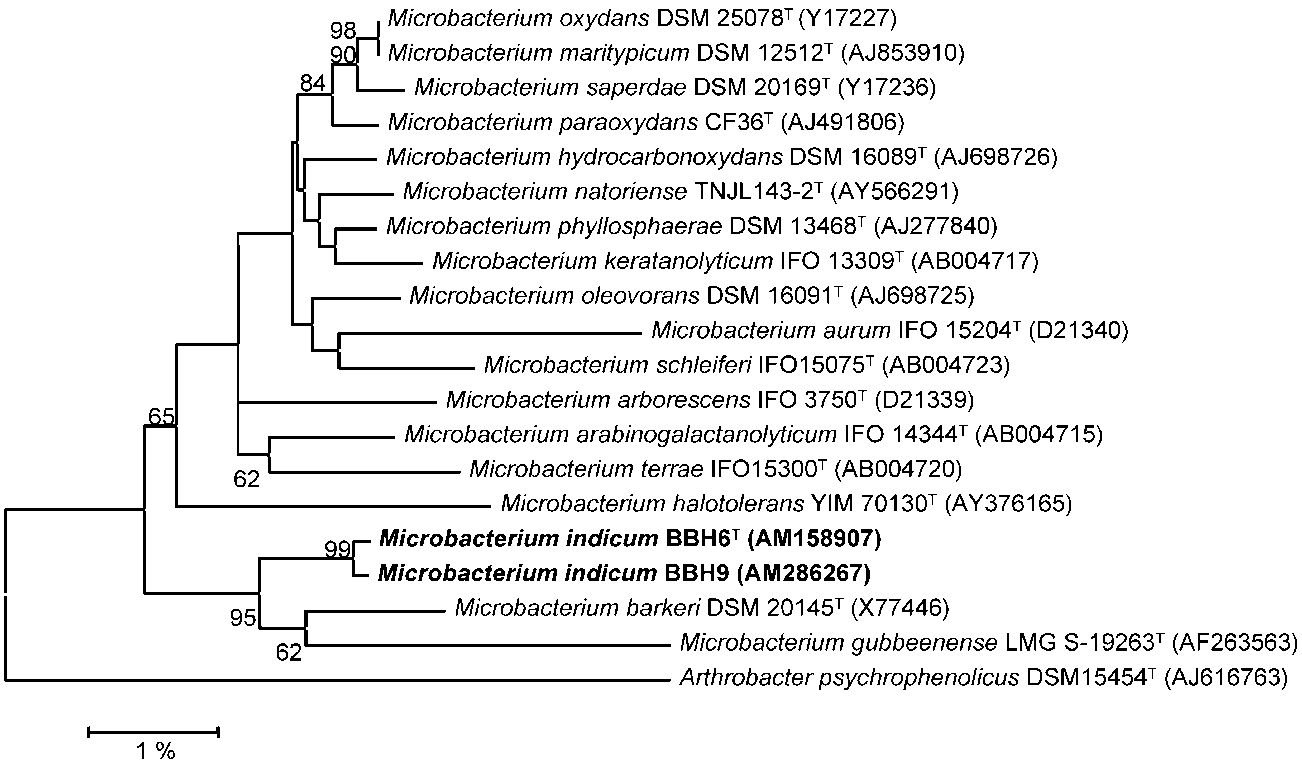 Microbacterium oxydans DSM 25078ᵀ (Y17227)
98
Microbacterium maritypicum DSM 12512ᵀ (AJ853910)
90
Microbacterium saperdae DSM 20169ᵀ (Y17236)
84
Microbacterium paraoxydans CF36ᵀ (AJ491806)
Microbacterium hydrocarbonoxydans DSM 16089ᵀ (AJ698726)
Microbacterium natoriense TNJL143-2ᵀ (AY566291)
Microbacterium phyllosphaerae DSM 13468ᵀ (AJ277840)
Microbacterium keratanolyticum IFO 13309ᵀ (AB004717)
Microbacterium oleovorans DSM 16091ᵀ (AJ698725)
Microbacterium aurum IFO 15204ᵀ (D21340)
Microbacterium schleiferi IFO15075ᵀ (AB004723)
Microbacterium arborescens IFO 3750ᵀ (D21339)
65
Microbacterium arabinogalactanolyticum IFO 14344ᵀ (AB004715)
Microbacterium terrae IFO15300ᵀ (AB004720)
62
Microbacterium halotolerans YIM 70130ᵀ (AY376165)
Microbacterium indicum BBH6ᵀ (AM158907)
99
Microbacterium indicum BBH9 (AM286267)
Microbacterium barkeri DSM 20145ᵀ (X77446)
95
Microbacterium gubbeenense LMG S-19263ᵀ (AF263563)
62
Arthrobacter psychrophenolicus DSM15454ᵀ (AJ616763)
1 %